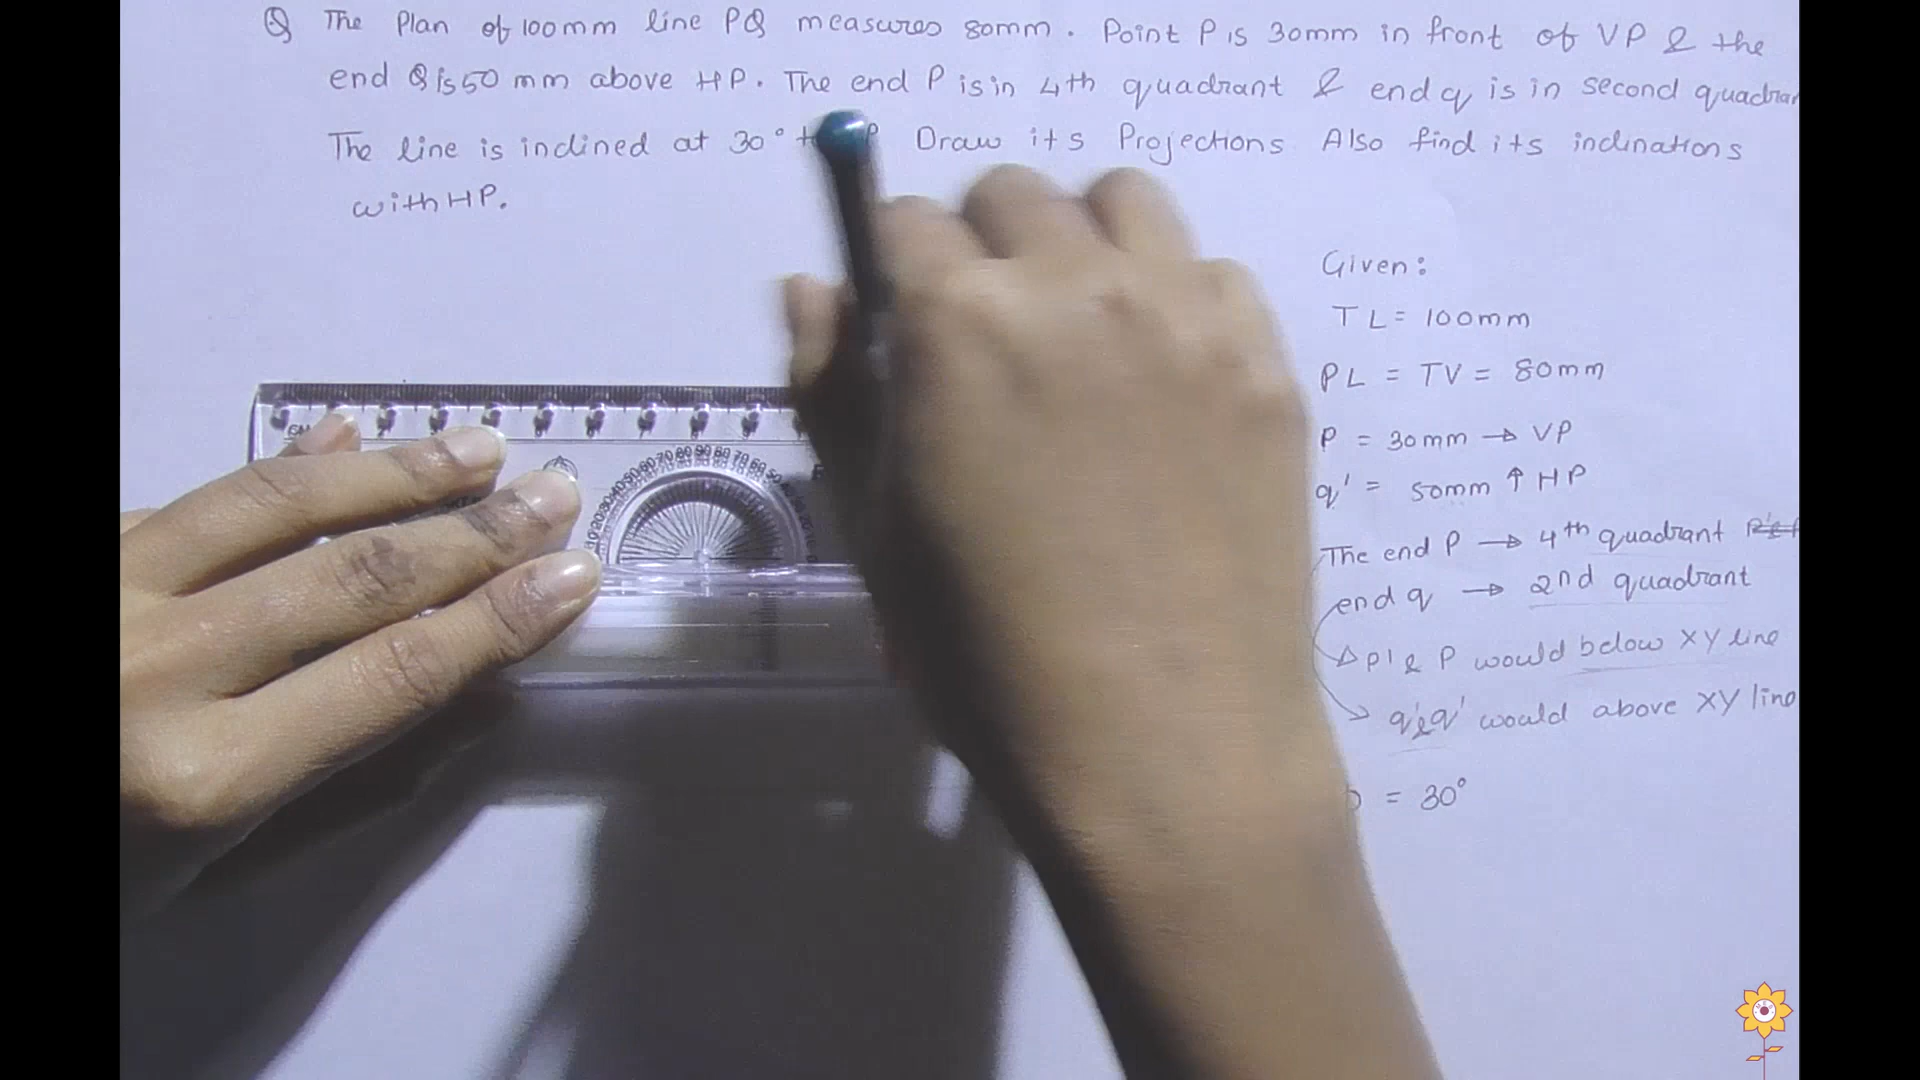 Q The Plan of 100mm line PQ measures 80mm. Point P is 30mm in front of VP & the
end Q is 50 mm above HP. The end P is in 4th quadrant & end q is in second
The line is inclined at 30° P Draw its Projections Also find its inclinations
with HP.
Given:
TL = 100mm
PL = TV = 80mm
P = 30mm → VP
q' = 50mm ↑ HP
The end P → 4th quadrant
end q → 2nd quadrant
P' & P would below XY line
q & q' would above XY line
= 30°